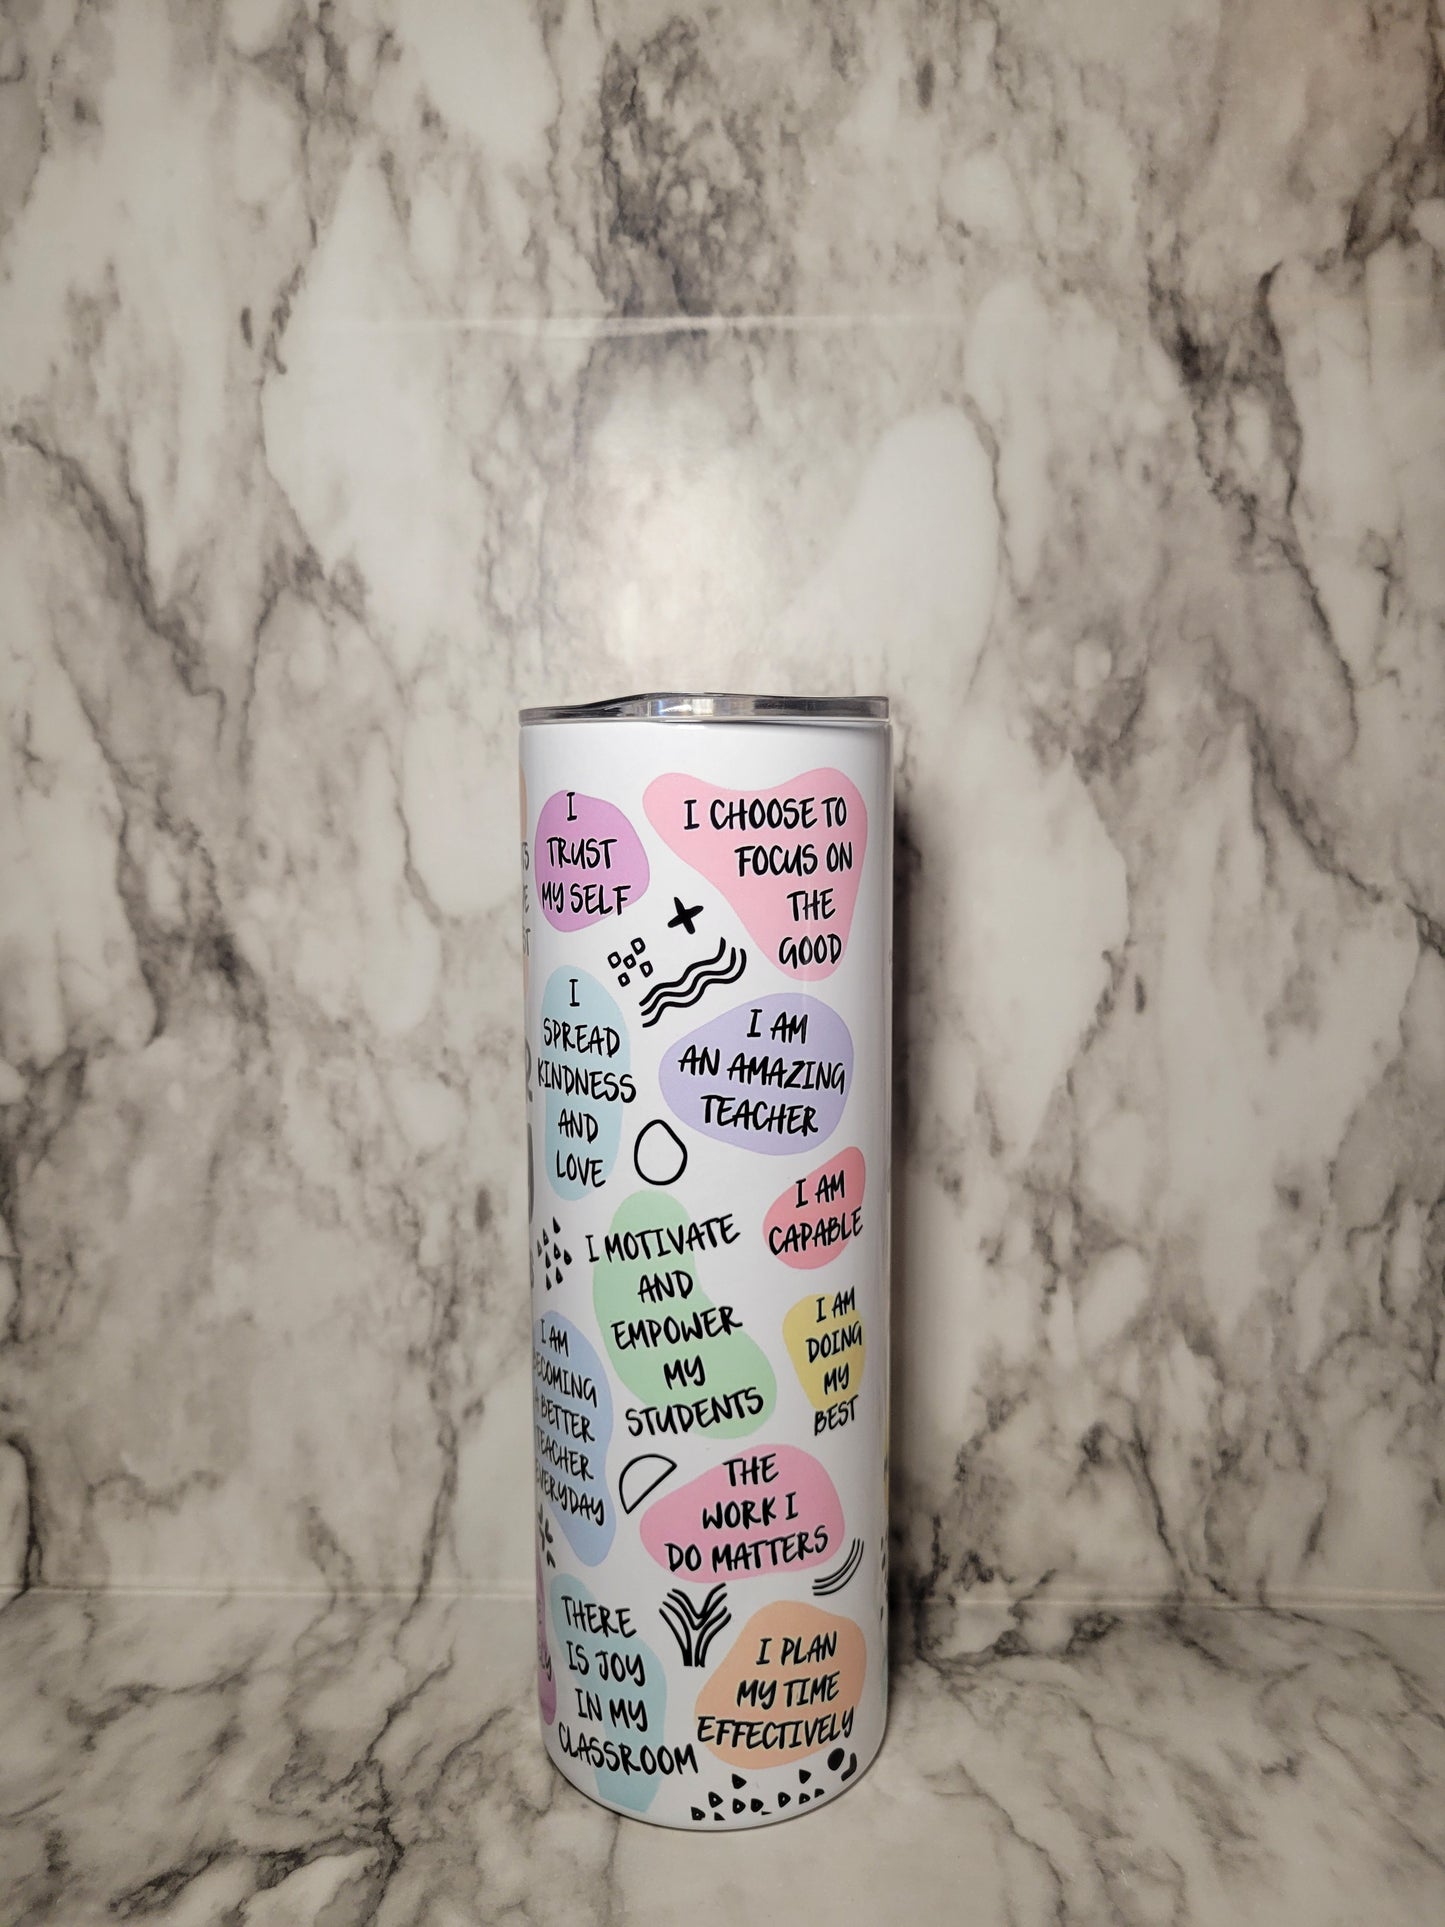 I
TRUST
MY SELF
I CHOOSE TO
FOCUS ON
THE
GOOD
I
SPREAD
KINDNESS
AND
LOVE
I AM
AN AMAZING
TEACHER
I AM
CAPABLE
I MOTIVATE
AND
EMPOWER
MY
STUDENTS
I AM
DOING
MY
BEST
I AM
BECOMING
A BETTER
TEACHER
EVERYDAY
THE
WORK I
DO MATTERS
THERE
IS JOY
IN MY
CLASSROOM
I PLAN
MY TIME
EFFECTIVELY